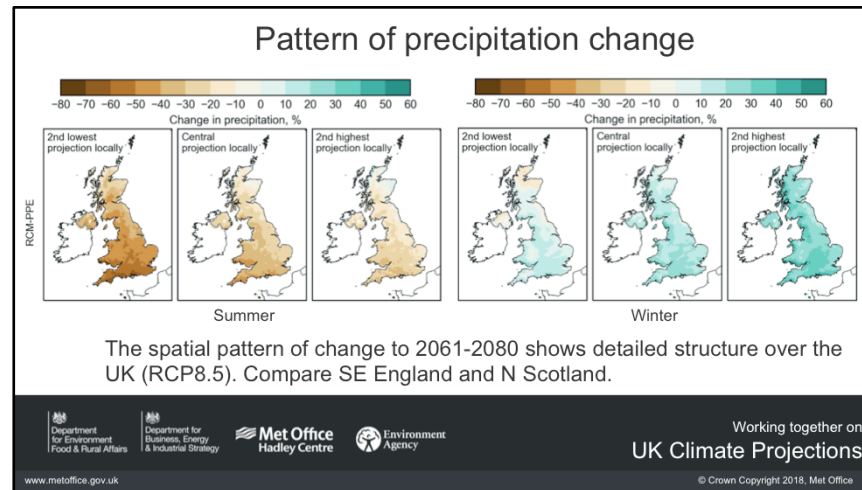 Pattern of precipitation change
−80 −70 −60 −50 −40 −30 −20 −10 0 10 20 30 40 50 60
Change in precipitation, %
−80 −70 −60 −50 −40 −30 −20 −10 0 10 20 30 40 50 60
Change in precipitation, %
RCM-PPE
2nd lowest
projection locally
Central
projection locally
2nd highest
projection locally
2nd lowest
projection locally
Central
projection locally
2nd highest
projection locally
Summer
Winter
The spatial pattern of change to 2061-2080 shows detailed structure over the
UK (RCP8.5). Compare SE England and N Scotland.
Department
for Environment
Food & Rural Affairs
Department for
Business, Energy
& Industrial Strategy
Met Office
Hadley Centre
Environment
Agency
Working together on
UK Climate Projections
www.metoffice.gov.uk
© Crown Copyright 2018, Met Office